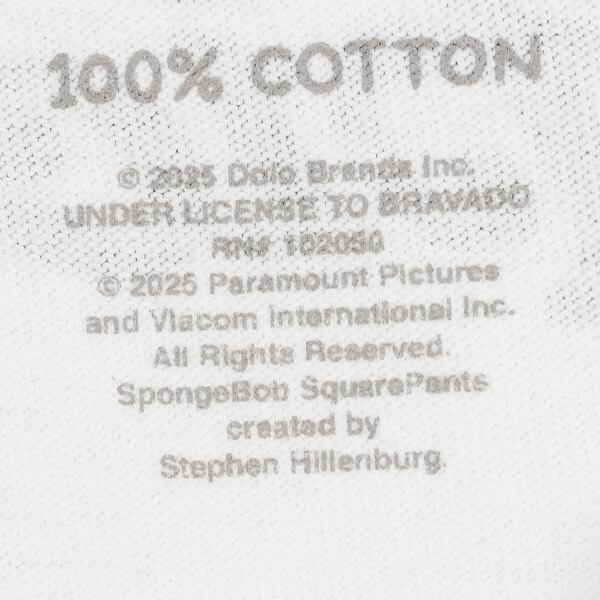 100% COTTON
© 2025 Dolo Brands Inc.
UNDER LICENSE TO BRAVADO
RN# 102050
© 2025 Paramount Pictures
and Viacom International Inc.
All Rights Reserved.
SpongeBob SquarePants
created by
Stephen Hillenburg.